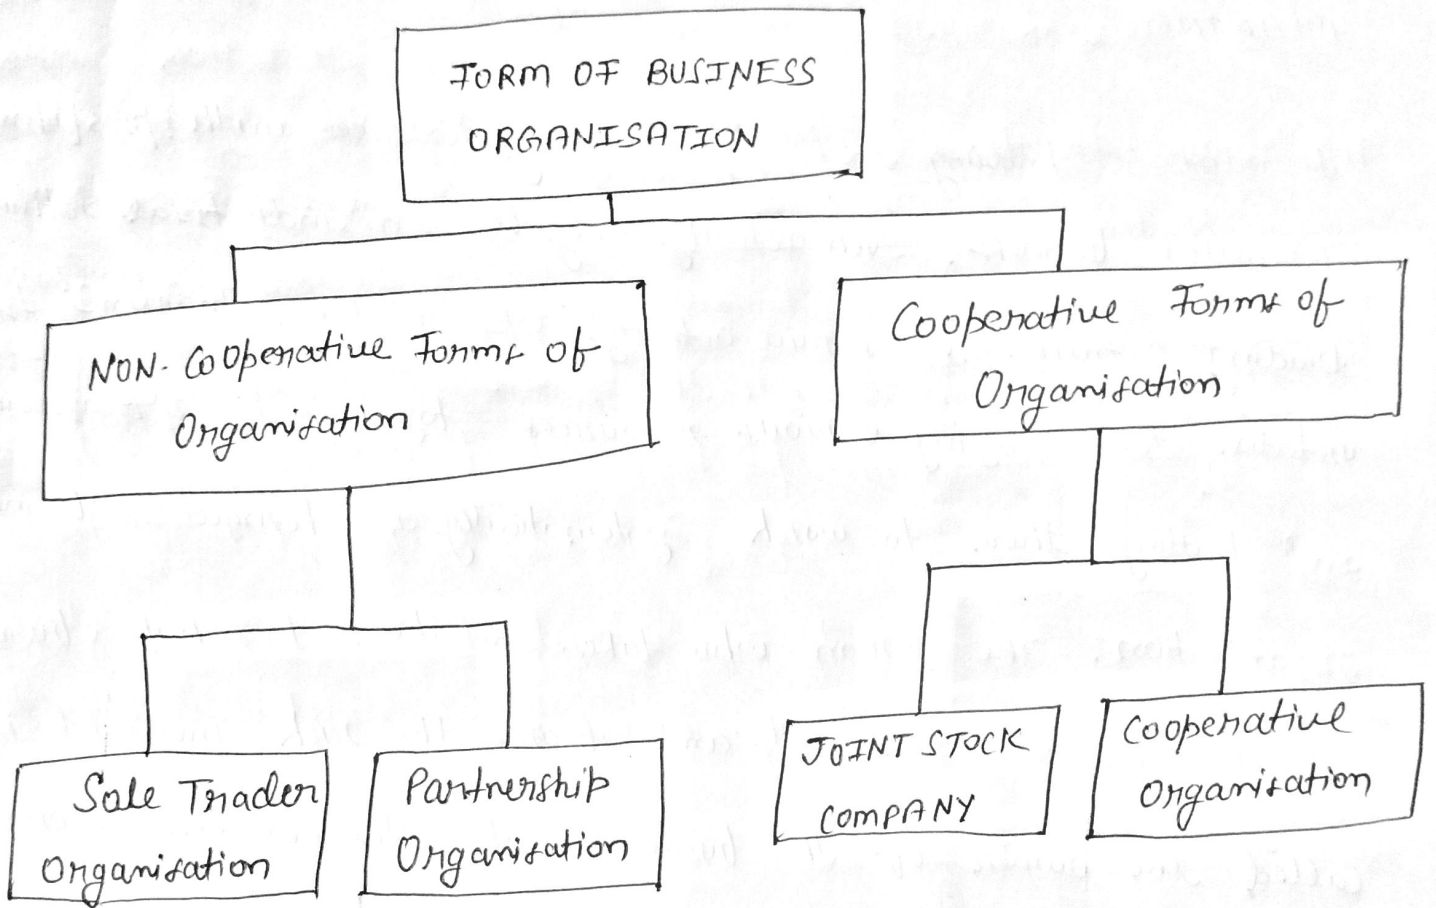 FORM OF BUSINESS
ORGANISATION
NON-Cooperative Forms of
Organisation
Cooperative Forms of
Organisation
Sole Trader
Organisation
Partnership
Organisation
JOINT STOCK
COMPANY
Cooperative
Organisation